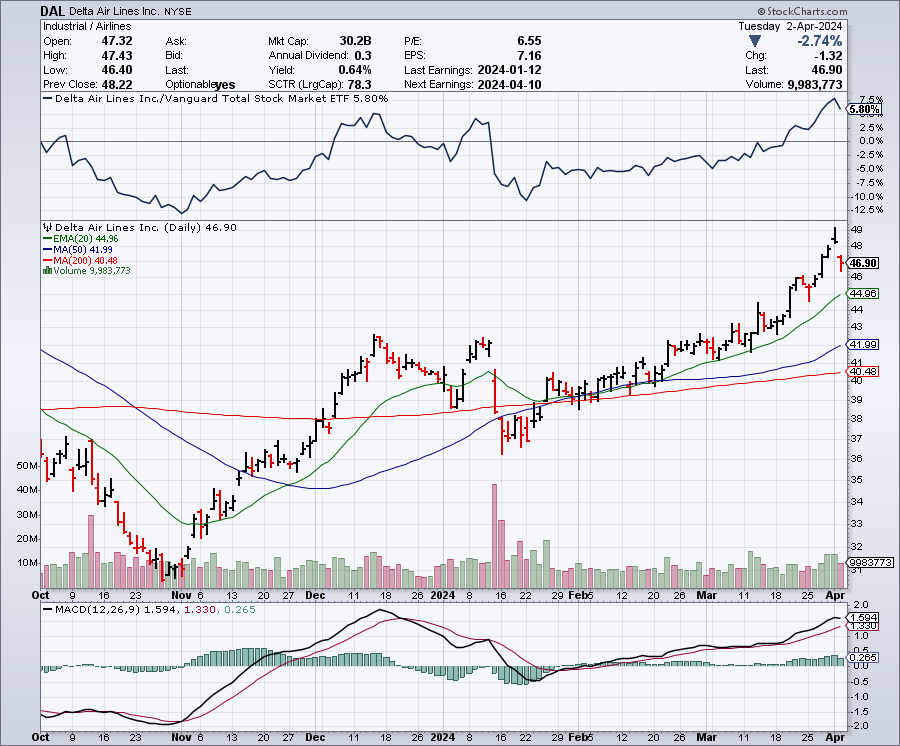 DAL Delta Air Lines Inc. NYSE © StockCharts.com
Industrial / Airlines Tuesday 2-Apr-2024
Open: 47.32 Ask: Mkt Cap: 30.2B P/E: 6.55 -2.74%
High: 47.43 Bid: Annual Dividend: 0.3 EPS: 7.16 Chg: -1.32
Low: 46.40 Last: Yield: 0.64% Last Earnings: 2024-01-12 Last: 46.90
Prev Close: 48.22 Optionable yes SCTR (LrgCap): 78.3 Next Earnings: 2024-04-10 Volume: 9,983,773
Delta Air Lines Inc./Vanguard Total Stock Market ETF 5.80%
7.5%
5.80%
5.0%
2.5%
0.0%
-2.5%
-5.0%
-7.5%
-10.0%
-12.5%
Delta Air Lines Inc. (Daily) 46.90
EMA(20) 44.96
MA(50) 41.99
MA(200) 40.48
Volume 9,983,773
49
48
46.90
46
44.96
44
43
41.99
41
40.48
40
39
38
37
36
35
34
33
32
9983773
31
50M
40M
30M
20M
10M
Oct 9 16 23 Nov 6 13 20 27 Dec 11 18 26 2024 8 16 22 29 Feb 5 12 20 26 Mar 11 18 25 Apr
MACD(12,26,9) 1.594, 1.330, 0.265
2.0
1.594
1.330
1.0
0.5
0.265
0.0
-0.5
-1.0
-1.5
-2.0
Oct 9 16 23 Nov 6 13 20 27 Dec 11 18 26 2024 8 16 22 29 Feb 5 12 20 26 Mar 11 18 25 Apr